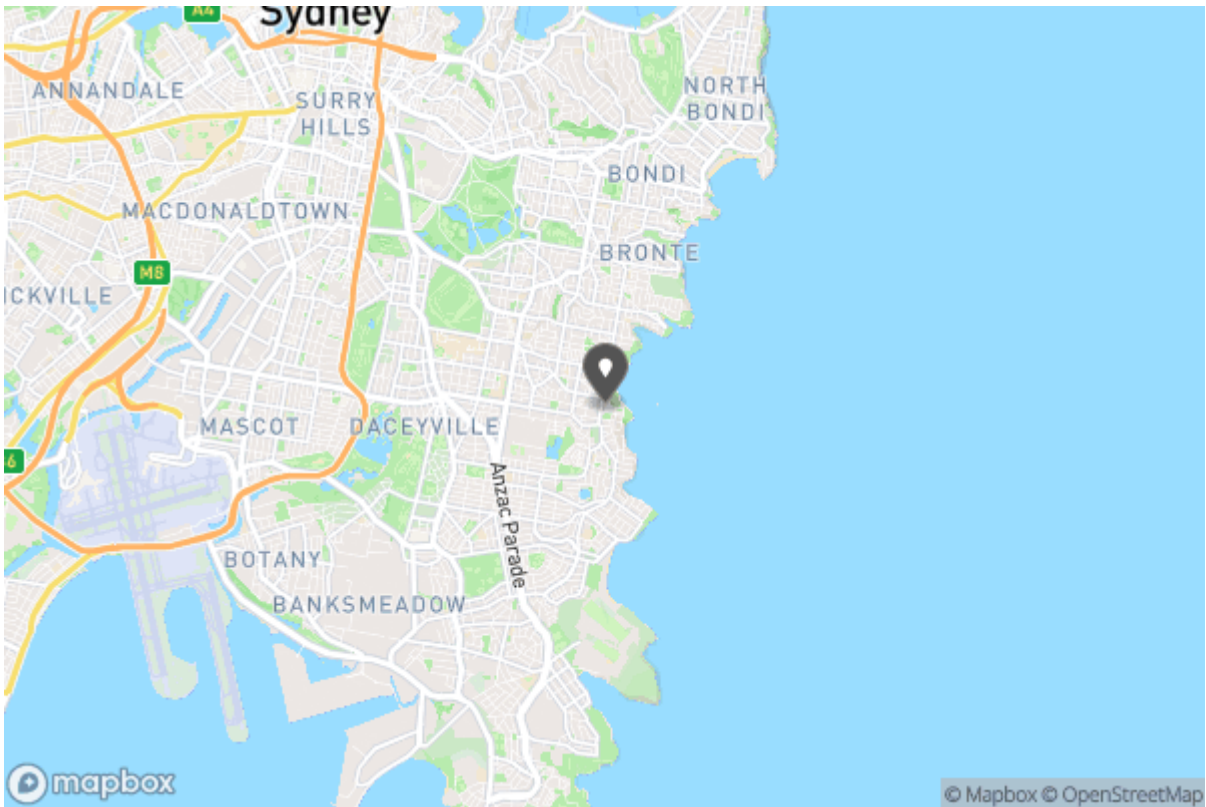 A4
Sydney
ANNANDALE
SURRY
HILLS
NORTH
BONDI
BONDI
MACDONALDTOWN
BRONTE
M8
ICKVILLE
MASCOT
DACEYVILLE
6
Anzac Parade
BOTANY
BANKSMEADOW
mapbox
© Mapbox © OpenStreetMap